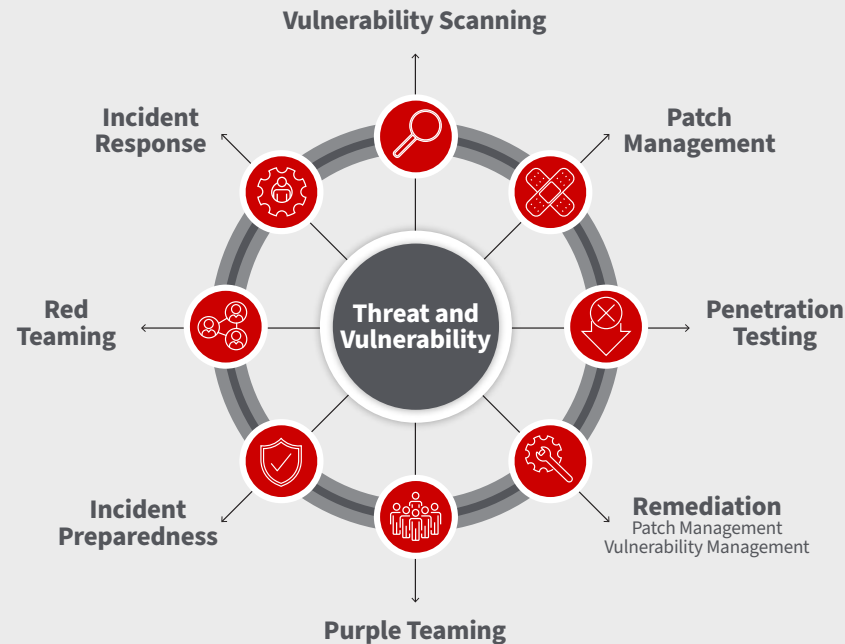 Vulnerability Scanning
Incident
Response
Patch
Management
Red
Teaming
Threat and
Vulnerability
Penetration
Testing
Incident
Preparedness
Remediation
Patch Management
Vulnerability Management
Purple Teaming